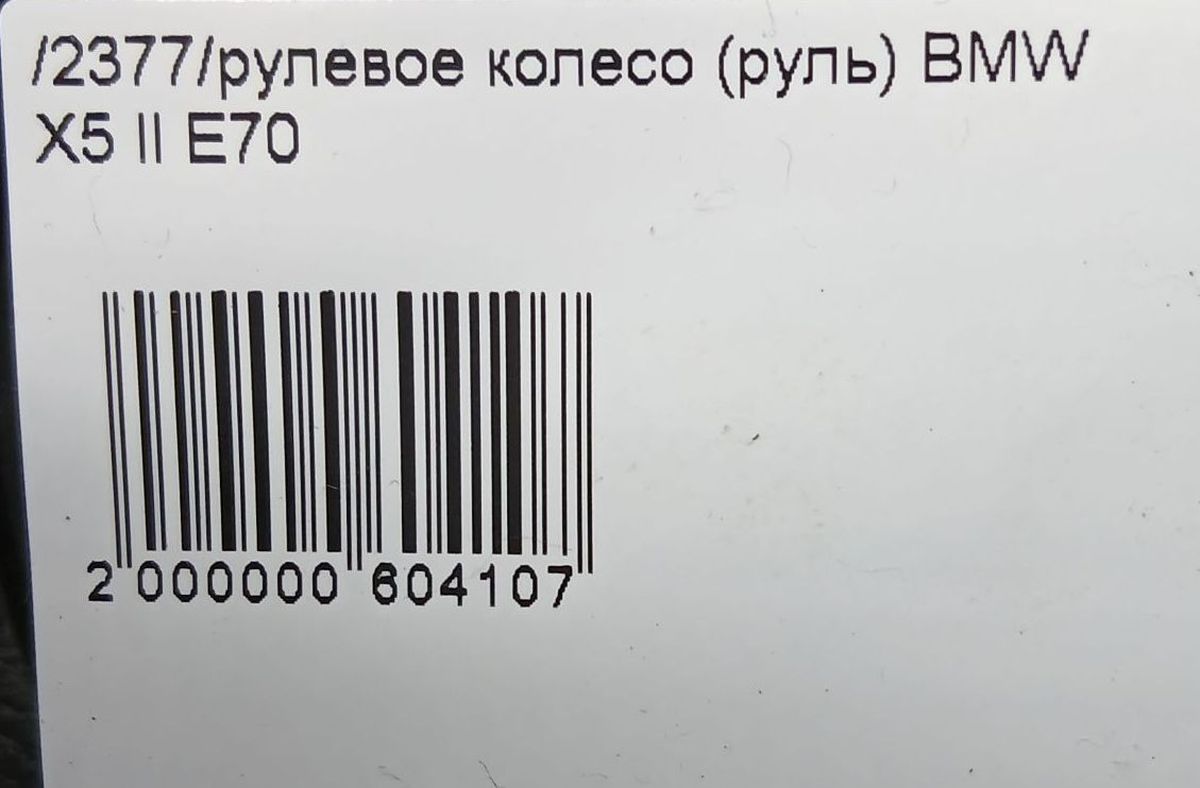 /2377/рулевое колесо (руль) BMW
X5 II E70
2 000000 604107